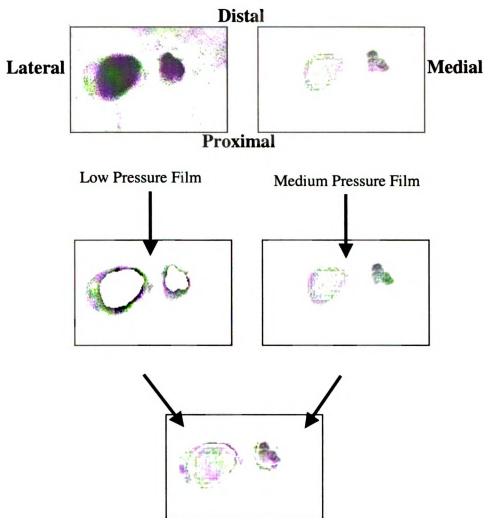 Distal
Lateral
Medial
Proximal
Low Pressure Film
Medium Pressure Film